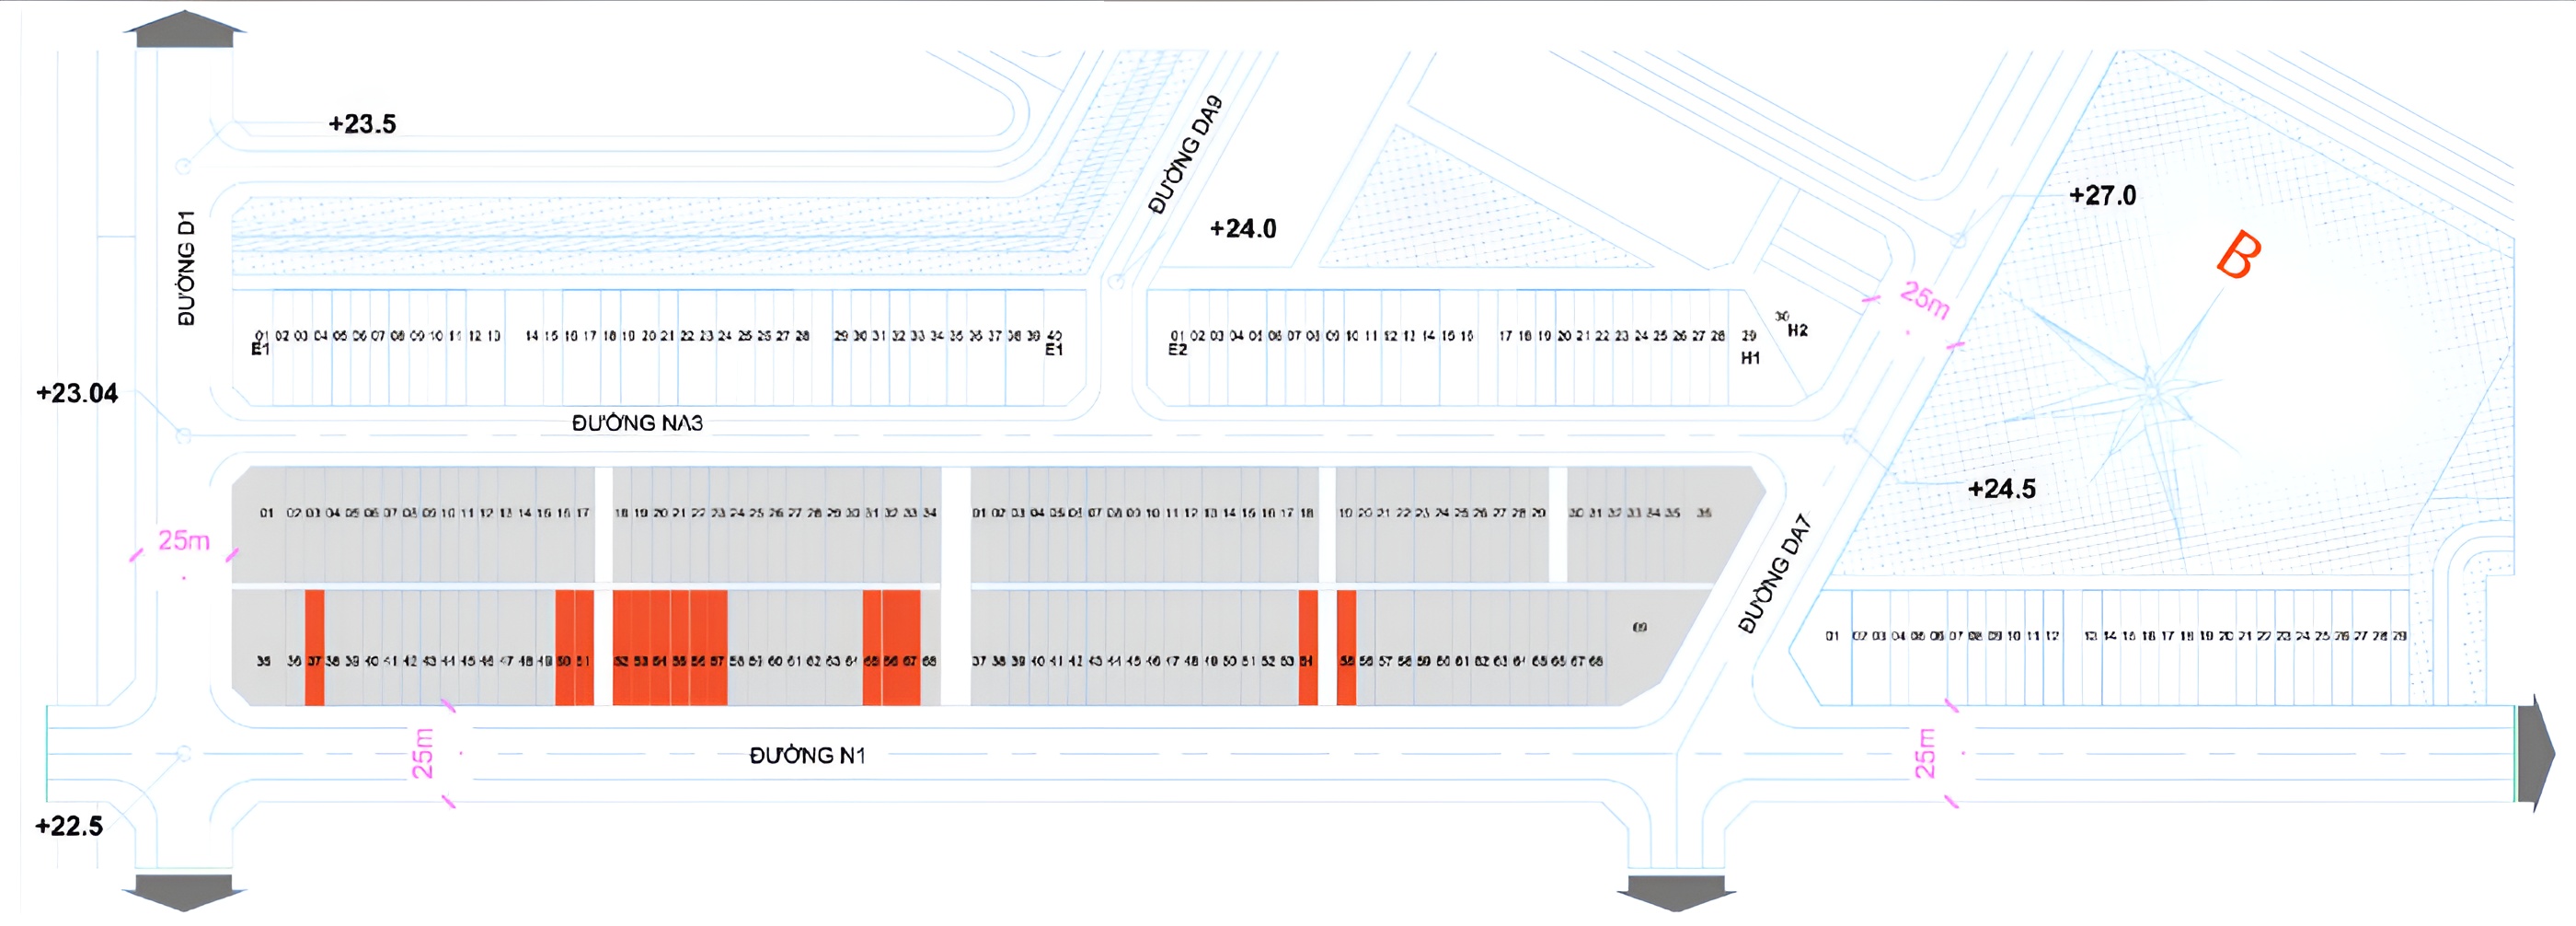 +23.5
ĐƯỜNG D1
ĐƯỜNG DA9
+24.0
+27.0
B
25m
01 02 03 04 05 06 07 08 09 10 11 12 13 14 15 16 17 18 19 20 21 22 23 24 25 26 27 28 29 30 31 32 33 34 35 36 37 38 39 40
E1 E1
01 02 03 04 05 06 07 08 09 10 11 12 13 14 15 16 17 18 19 20 21 22 23 24 25 26 27 28 29 30
E2 H1 H2
+23.04
ĐƯỜNG NA3
+24.5
01 02 03 04 05 06 07 08 09 10 11 12 13 14 15 16 17 18 19 20 21 22 23 24 25 26 27 28 29 30 31 32 33 34
01 02 03 04 05 06 07 08 09 10 11 12 13 14 15 16 17 18 19 20 21 22 23 24 25 26 27 28 29 30 31 32 33 34 35 36
25m
ĐƯỜNG DA7
35 36 37 38 39 40 41 42 43 44 45 46 47 48 49 50 51 52 53 54 55 56 57 58 59 60 61 62 63 64 65 66 67 68
37 38 39 40 41 42 43 44 45 46 47 48 49 50 51 52 53 54 55 56 57 58 59 60 61 62 63 64 65 66 67 68 69
01 02 03 04 05 06 07 08 09 10 11 12 13 14 15 16 17 18 19 20 21 22 23 24 25 26 27 28 29
25m
ĐƯỜNG N1
25m
+22.5